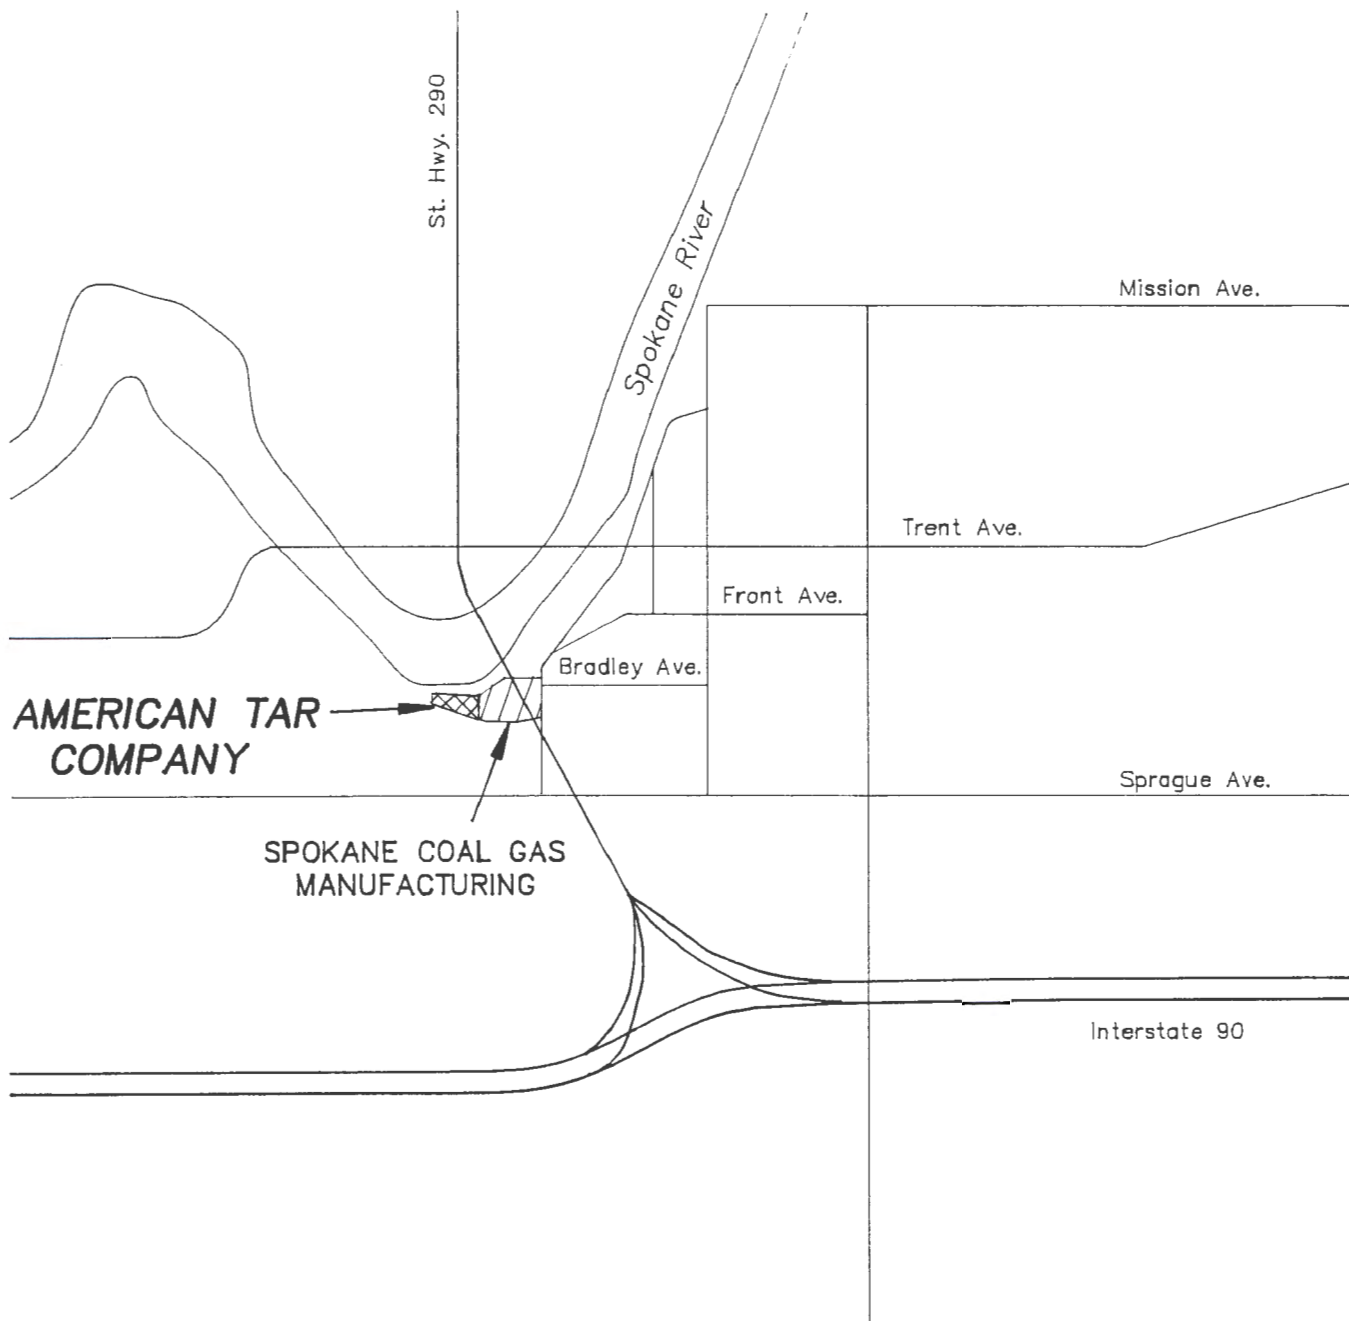 St. Hwy. 290
Spokane River
Mission Ave.
Trent Ave.
Front Ave.
Bradley Ave.
AMERICAN TAR
COMPANY
Sprague Ave.
SPOKANE COAL GAS
MANUFACTURING
Interstate 90